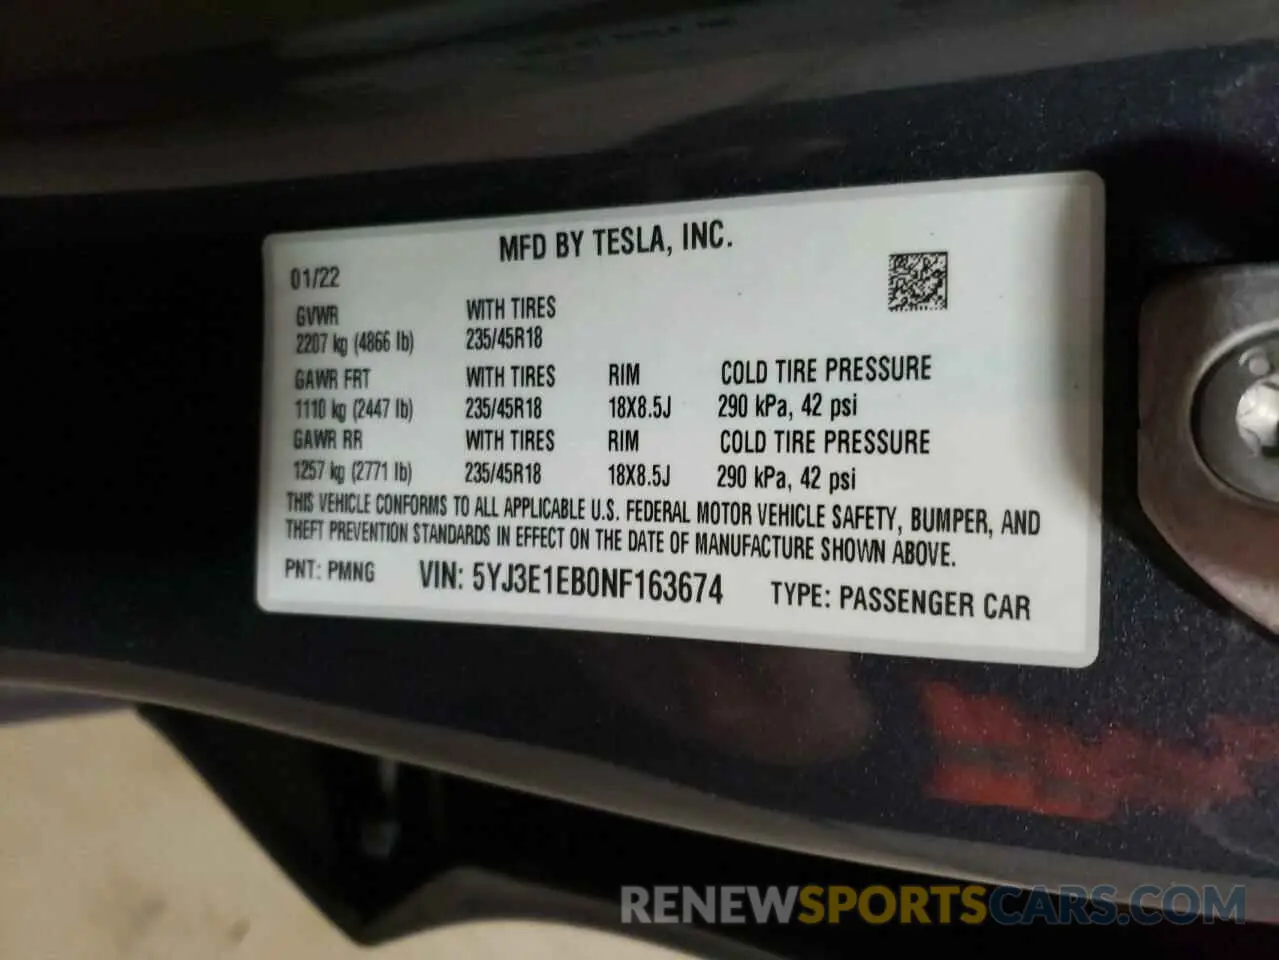 MFD BY TESLA, INC.
01/22
GVWR WITH TIRES
2207 kg (4866 lb) 235/45R18
GAWR FRT WITH TIRES RIM COLD TIRE PRESSURE
1110 kg (2447 lb) 235/45R18 18X8.5J 290 kPa, 42 psi
GAWR RR WITH TIRES RIM COLD TIRE PRESSURE
1257 kg (2771 lb) 235/45R18 18X8.5J 290 kPa, 42 psi
THIS VEHICLE CONFORMS TO ALL APPLICABLE U.S. FEDERAL MOTOR VEHICLE SAFETY, BUMPER, AND
THEFT PREVENTION STANDARDS IN EFFECT ON THE DATE OF MANUFACTURE SHOWN ABOVE.
PNT: PMNG VIN: 5YJ3E1EB0NF163674 TYPE: PASSENGER CAR
RENEWSPORTSCARS.COM